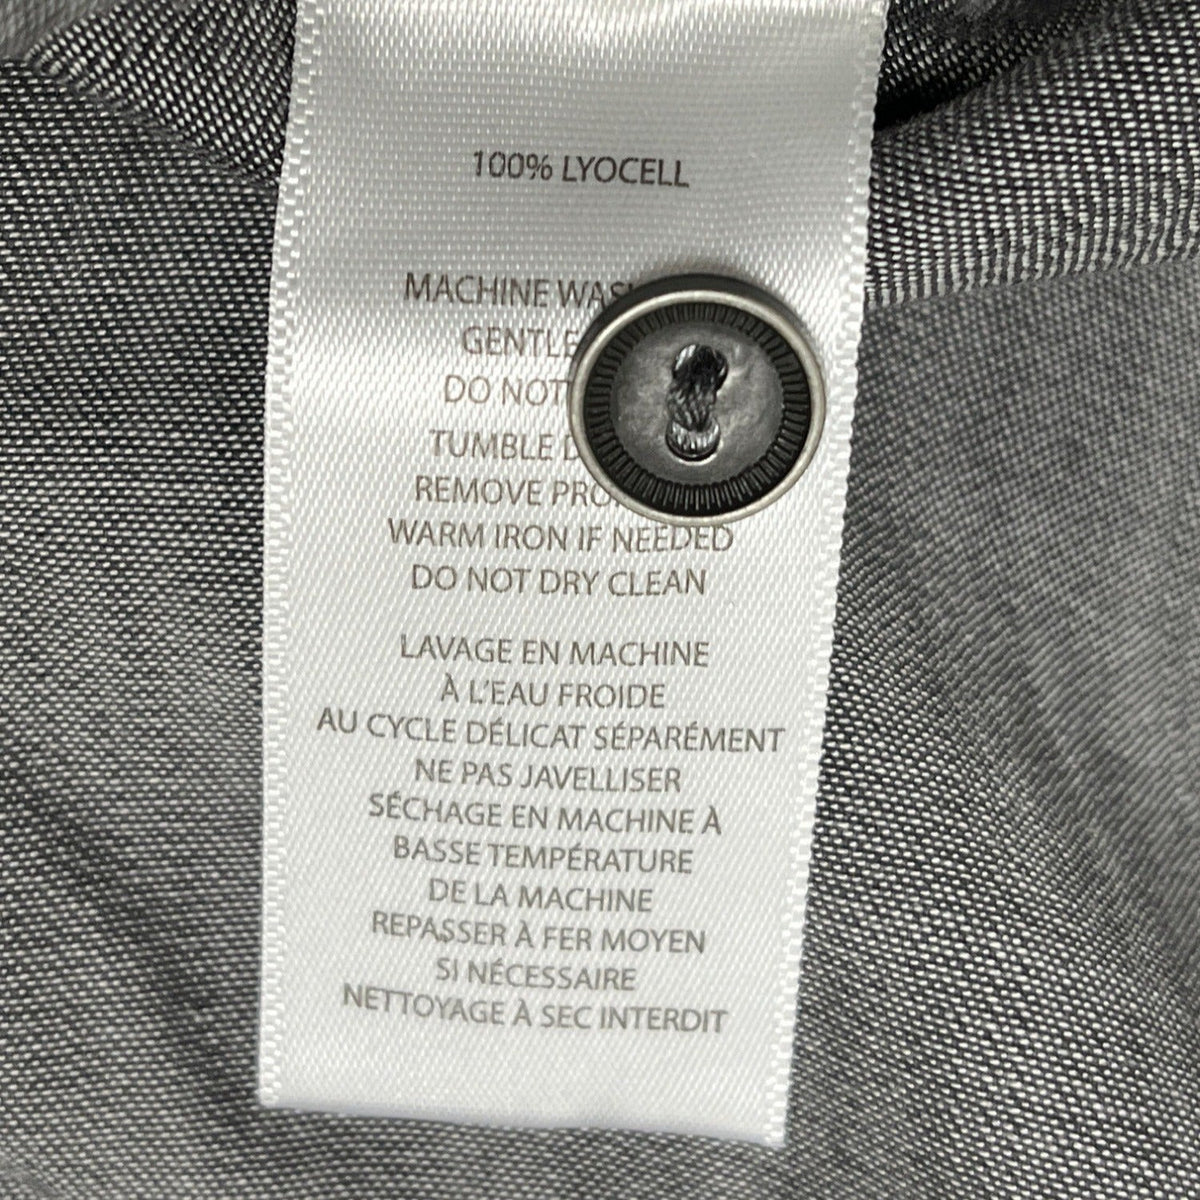 100% LYOCELL
MACHINE
GENTLE
DO NOT
TUMBLE
REMOVE
WARM IRON IF NEEDED
DO NOT DRY CLEAN
LAVAGE EN MACHINE
À L'EAU FROIDE
AU CYCLE DÉLICAT SÉPARÉMENT
NE PAS JAVELLISER
SÉCHAGE EN MACHINE À
BASSE TEMPÉRATURE
DE LA MACHINE
REPASSER À FER MOYEN
SI NÉCESSAIRE
NETTOYAGE À SEC INTERDIT